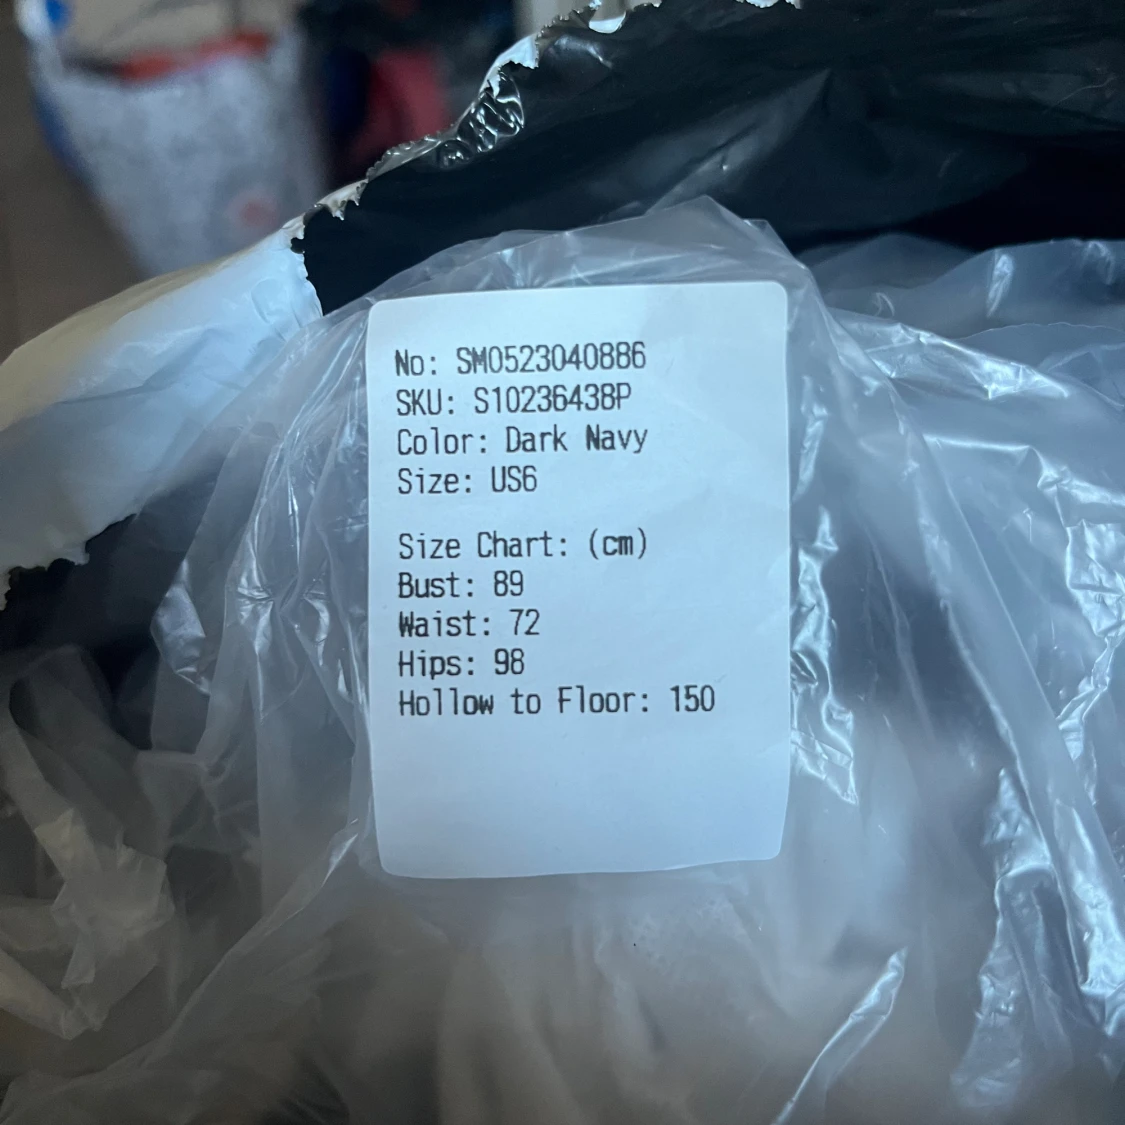 No: SM0523040886
SKU: S10236438P
Color: Dark Navy
Size: US6
Size Chart: (cm)
Bust: 89
Waist: 72
Hips: 98
Hollow to Floor: 150